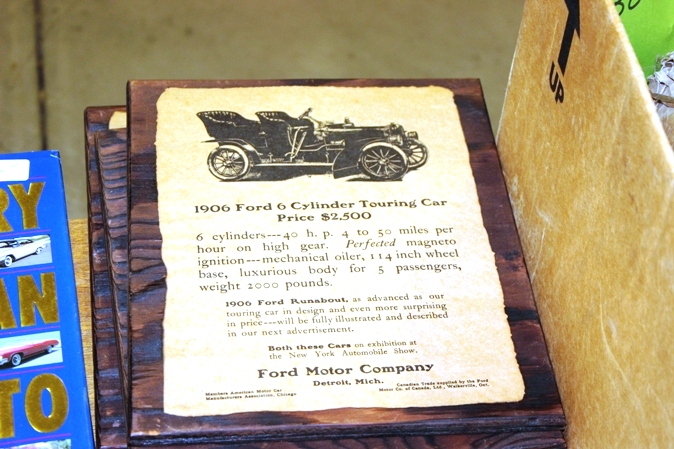 1906 Ford 6 Cylinder Touring Car
Price $2,500
6 cylinders---40 h. p. 4 to 50 miles per
hour on high gear. Perfected magneto
ignition---mechanical oiler, 114 inch wheel
base, luxurious body for 5 passengers,
weight 2000 pounds.
1906 Ford Runabout, as advanced as our
touring car in design and even more surprising
in price---will be fully illustrated and described
in our next advertisement.
Both these Cars on exhibition at
the New York Automobile Show.
Ford Motor Company
Detroit, Mich.
Members American Motor Car
Manufacturers Association, Chicago
Canadian Trade supplied by the Ford
Motor Co. of Canada, Ltd., Walkerville, Ont.
RY
AN
TO
UP